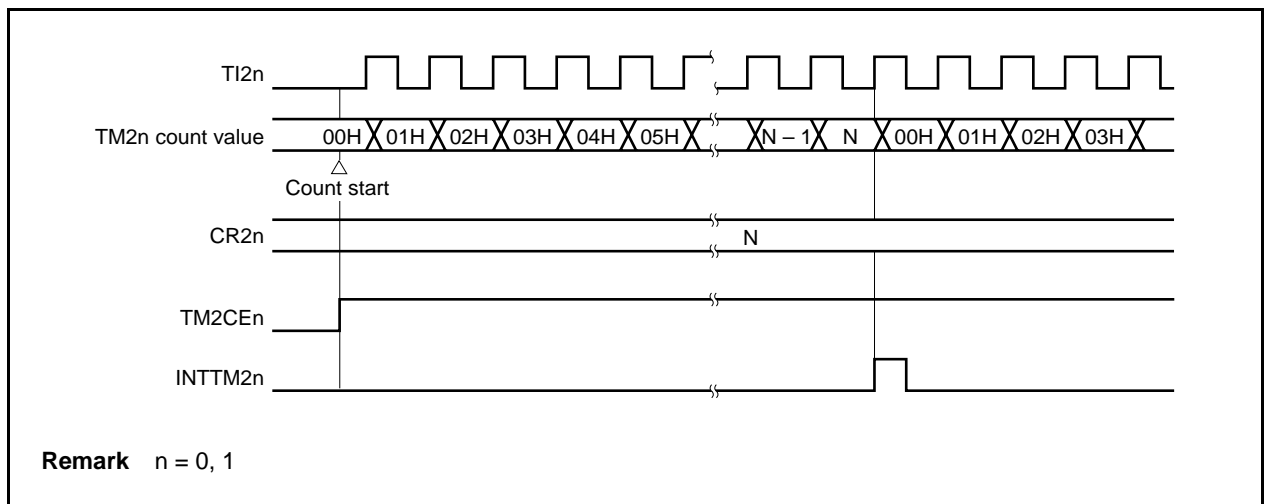 TI2n
TM2n count value 00H 01H 02H 03H 04H 05H N – 1 N 00H 01H 02H 03H
Count start
CR2n N
TM2CEn
INTTM2n
Remark n = 0, 1